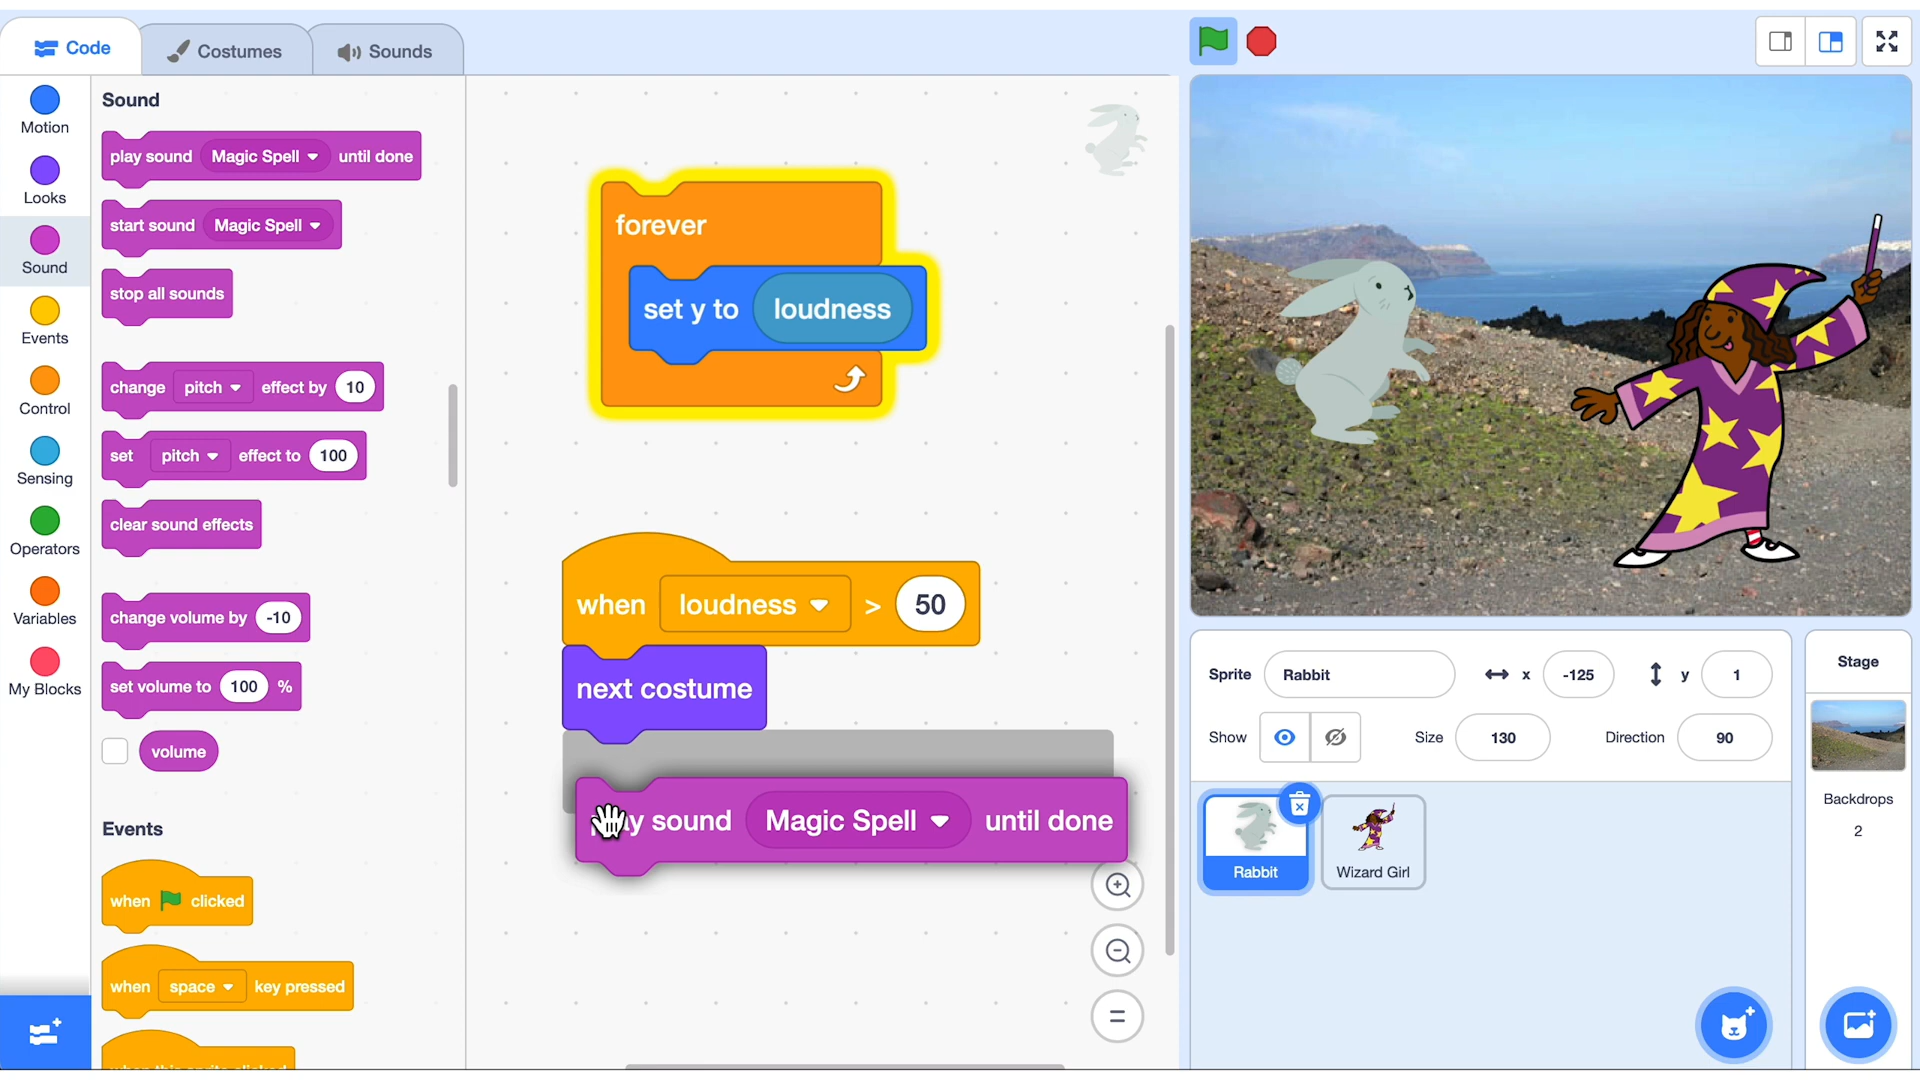 Code
Costumes
Sounds
Motion
Looks
Sound
Events
Control
Sensing
Operators
Variables
My Blocks
Sound
play sound Magic Spell until done
start sound Magic Spell
stop all sounds
change pitch effect by 10
set pitch effect to 100
clear sound effects
change volume by -10
set volume to 100 %
volume
Events
when clicked
when space key pressed
forever
set y to loudness
when loudness > 50
next costume
sound Magic Spell until done
Sprite Rabbit x -125 y 1
Show Size 130 Direction 90
Rabbit
Wizard Girl
Stage
Backdrops
2